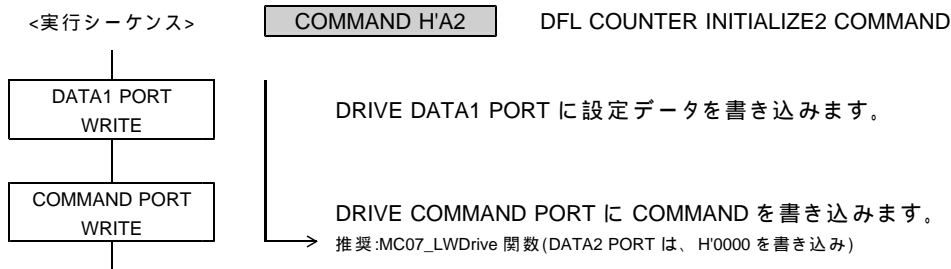 <実行シーケンス> COMMAND H'A2 DFL COUNTER INITIALIZE2 COMMAND
DATA1 PORT
WRITE
DRIVE DATA1 PORT に設定データを書き込みます。
COMMAND PORT
WRITE
DRIVE COMMAND PORT に COMMAND を書き込みます。
推奨:MC07_LWDrive 関数(DATA2 PORT は、H'0000 を書き込み)